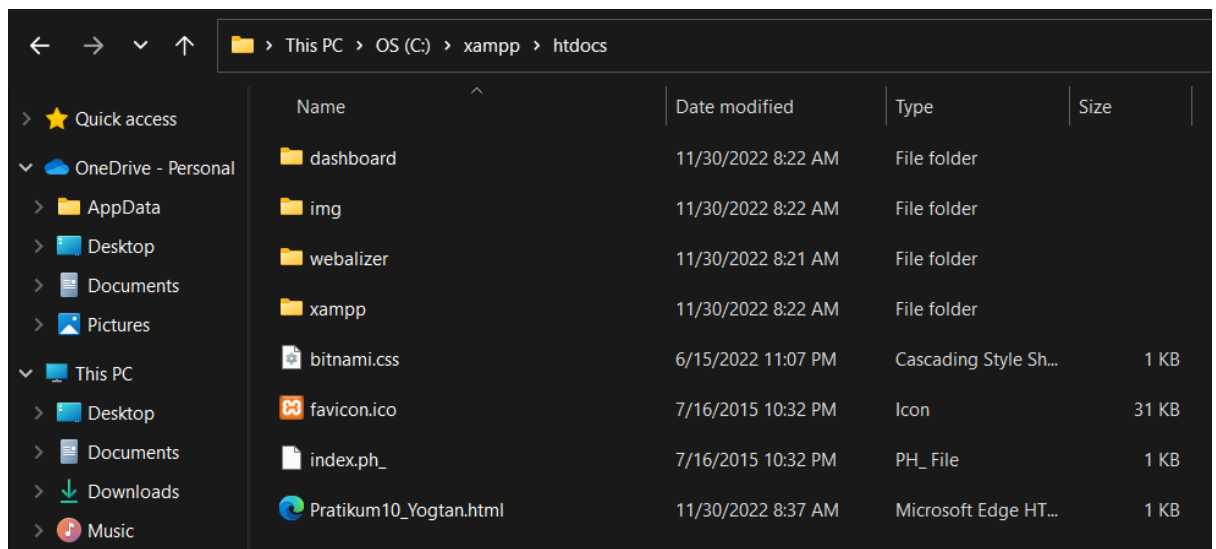 This PC > OS (C:) > xampp > htdocs
Name Date modified Type Size
Quick access
OneDrive - Personal
AppData
Desktop
Documents
Pictures
This PC
Desktop
Documents
Downloads
Music
dashboard 11/30/2022 8:22 AM File folder
img 11/30/2022 8:22 AM File folder
webalizer 11/30/2022 8:21 AM File folder
xampp 11/30/2022 8:22 AM File folder
bitnami.css 6/15/2022 11:07 PM Cascading Style Sh... 1 KB
favicon.ico 7/16/2015 10:32 PM Icon 31 KB
index.ph_ 7/16/2015 10:32 PM PH_ File 1 KB
Pratikum10_Yogtan.html 11/30/2022 8:37 AM Microsoft Edge HT... 1 KB